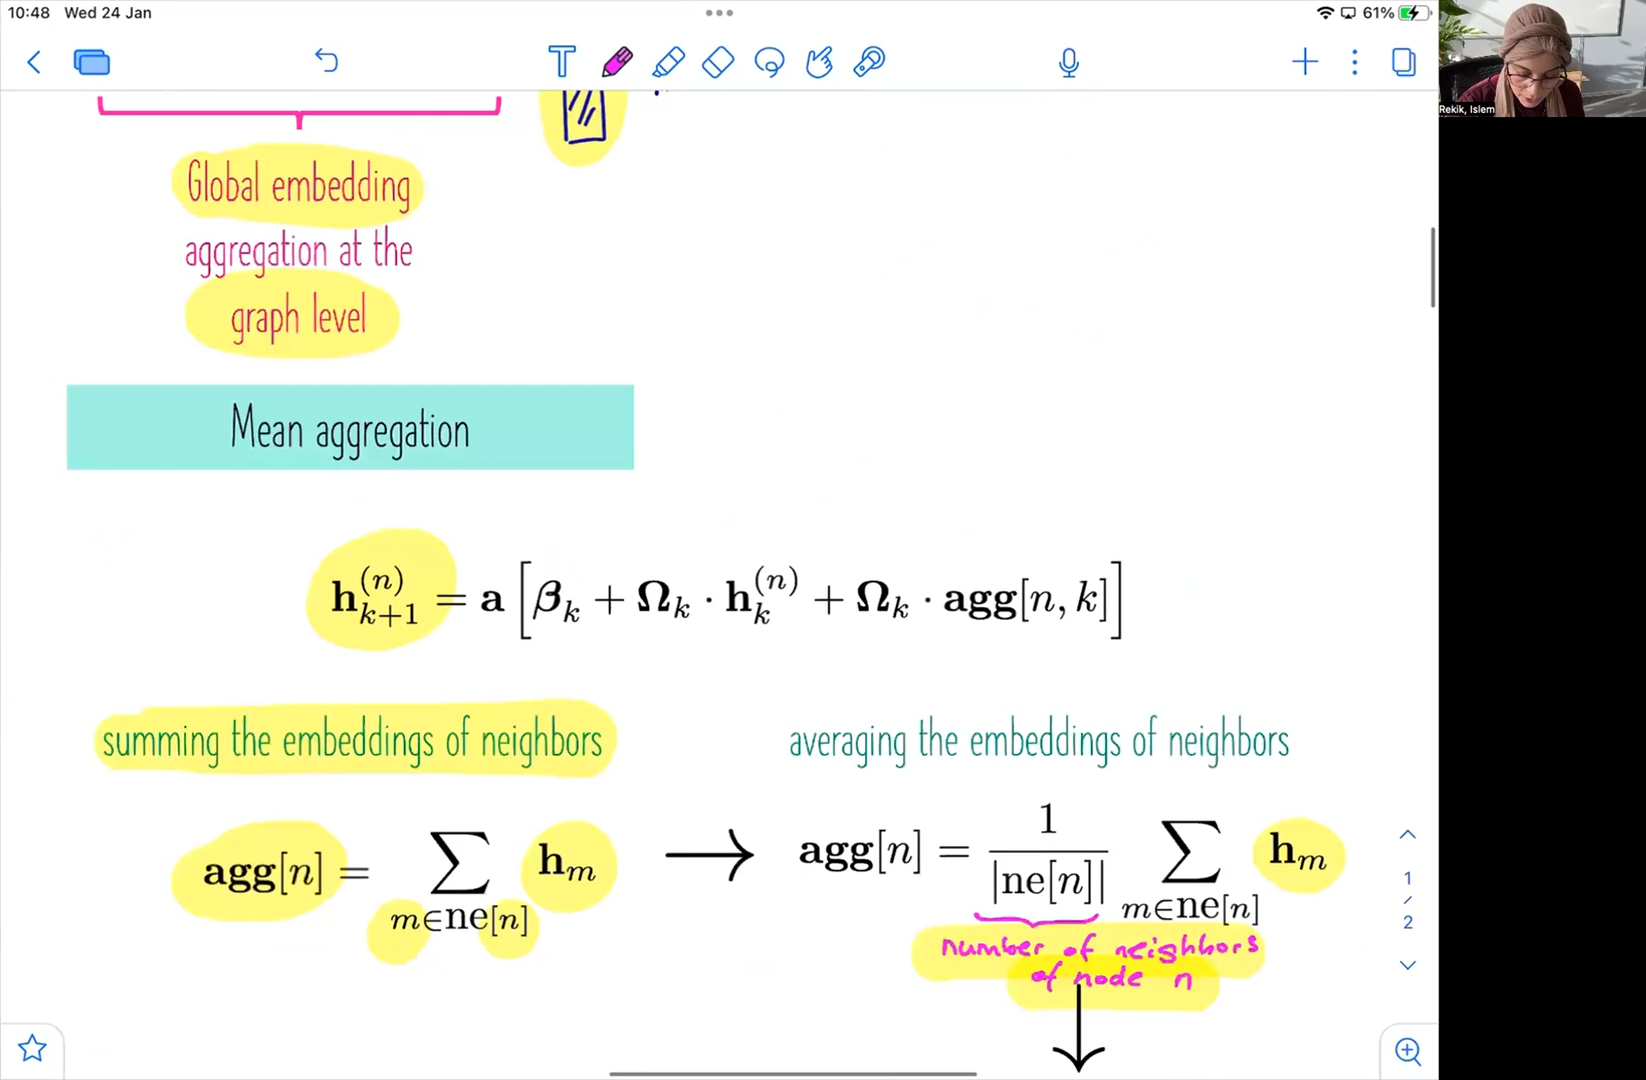 10:48 Wed 24 Jan
61%
Rekik, Islem
Global embedding
aggregation at the
graph level
Mean aggregation
h_{k+1}^{(n)} = a [β_k + Ω_k · h_k^{(n)} + Ω_k · agg[n, k]]
summing the embeddings of neighbors
averaging the embeddings of neighbors
agg[n] = ∑_{m∈ne[n]} h_m → agg[n] = \frac{1}{|ne[n]|} ∑_{m∈ne[n]} h_m
number of neighbors
of node n
1
/
2